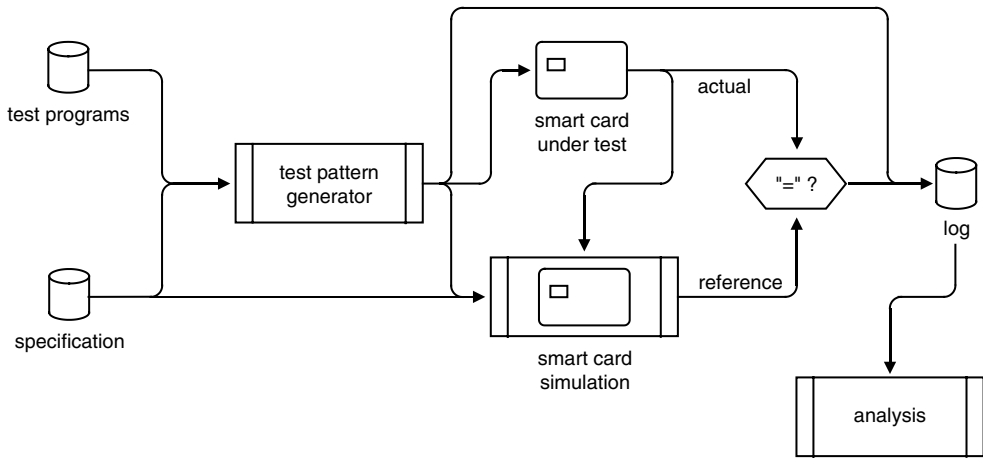 test programs
test pattern
generator
specification
smart card
under test
actual
"=" ?
log
reference
smart card
simulation
analysis